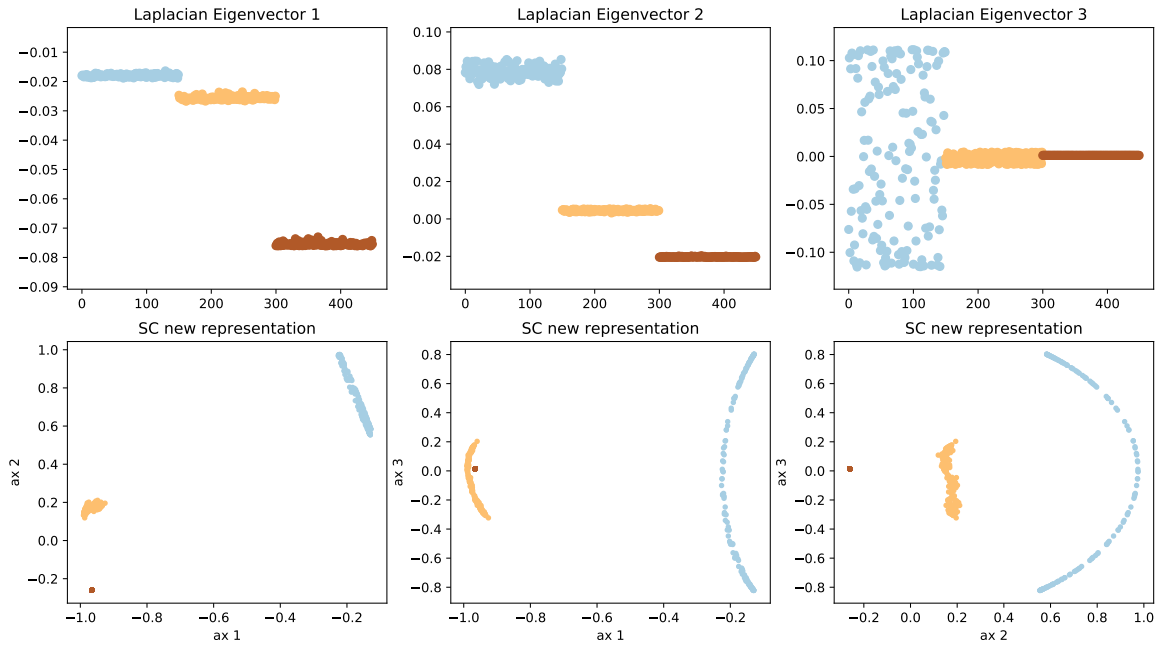 Laplacian Eigenvector 1
−0.01
−0.02
−0.03
−0.04
−0.05
−0.06
−0.07
−0.08
−0.09
0 100 200 300 400
Laplacian Eigenvector 2
0.10
0.08
0.06
0.04
0.02
0.00
−0.02
0 100 200 300 400
Laplacian Eigenvector 3
0.10
0.05
0.00
−0.05
−0.10
0 100 200 300 400
SC new representation
1.0
0.8
0.6
0.4
0.2
0.0
−0.2
ax 2
−1.0 −0.8 −0.6 −0.4 −0.2
ax 1
SC new representation
0.8
0.6
0.4
0.2
0.0
−0.2
−0.4
−0.6
−0.8
ax 3
−1.0 −0.8 −0.6 −0.4 −0.2
ax 1
SC new representation
0.8
0.6
0.4
0.2
0.0
−0.2
−0.4
−0.6
−0.8
ax 3
−0.2 0.0 0.2 0.4 0.6 0.8 1.0
ax 2